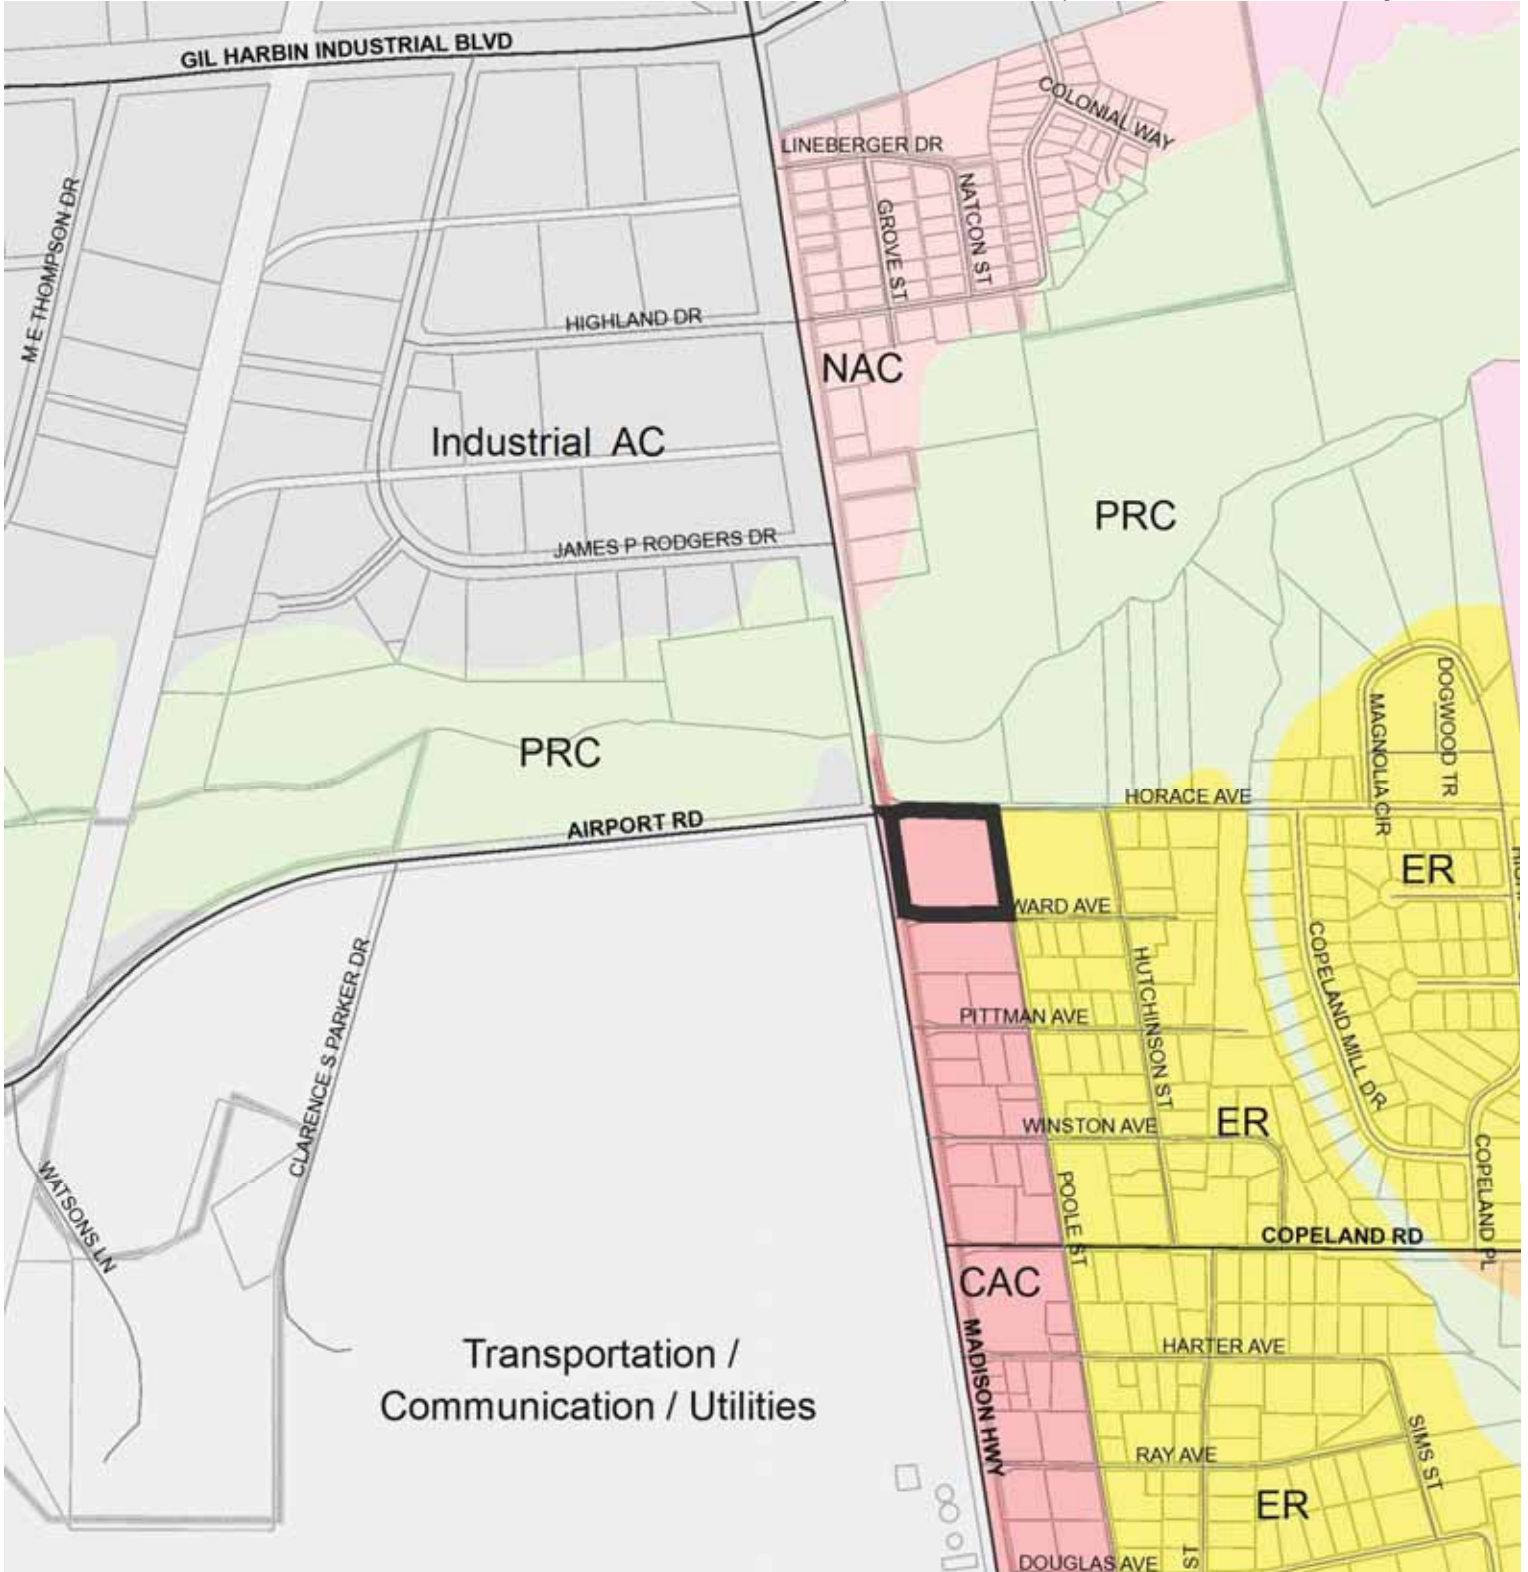 GIL HARBIN INDUSTRIAL BLVD
COLONIAL WAY
LINEBERGER DR
M E THOMPSON DR
NATCON ST
GROVE ST
HIGHLAND DR
NAC
Industrial AC
PRC
JAMES P RODGERS DR
DOGWOOD TR
MAGNOLIA CIR
PRC
HORACE AVE
AIRPORT RD
ER
WARD AVE
COPELAND MILL DR
HUTCHINSON ST
CLARENCE S PARKER DR
PITTMAN AVE
ER
WINSTON AVE
WATSONS LN
COPELAND PL
POOLE ST
COPELAND RD
CAC
MADISON HWY
HARTER AVE
Transportation /
Communication / Utilities
SIMS ST
RAY AVE
ER
DOUGLAS AVE
ST